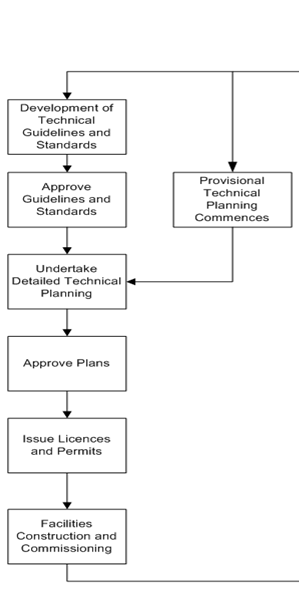 Development of
Technical
Guidelines and
Standards
Approve
Guidelines and
Standards
Provisional
Technical
Planning
Commences
Undertake
Detailed Technical
Planning
Approve Plans
Issue Licences
and Permits
Facilities
Construction and
Commissioning